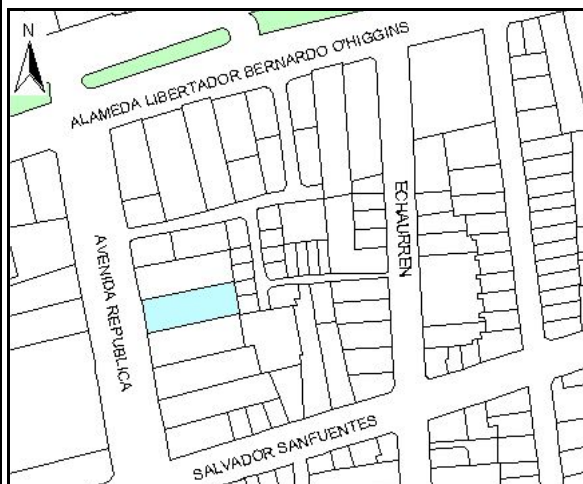 N
ALAMEDA LIBERTADOR BERNARDO O'HIGGINS
ECHAURREN
AVENIDA REPUBLICA
SALVADOR SANFUENTES